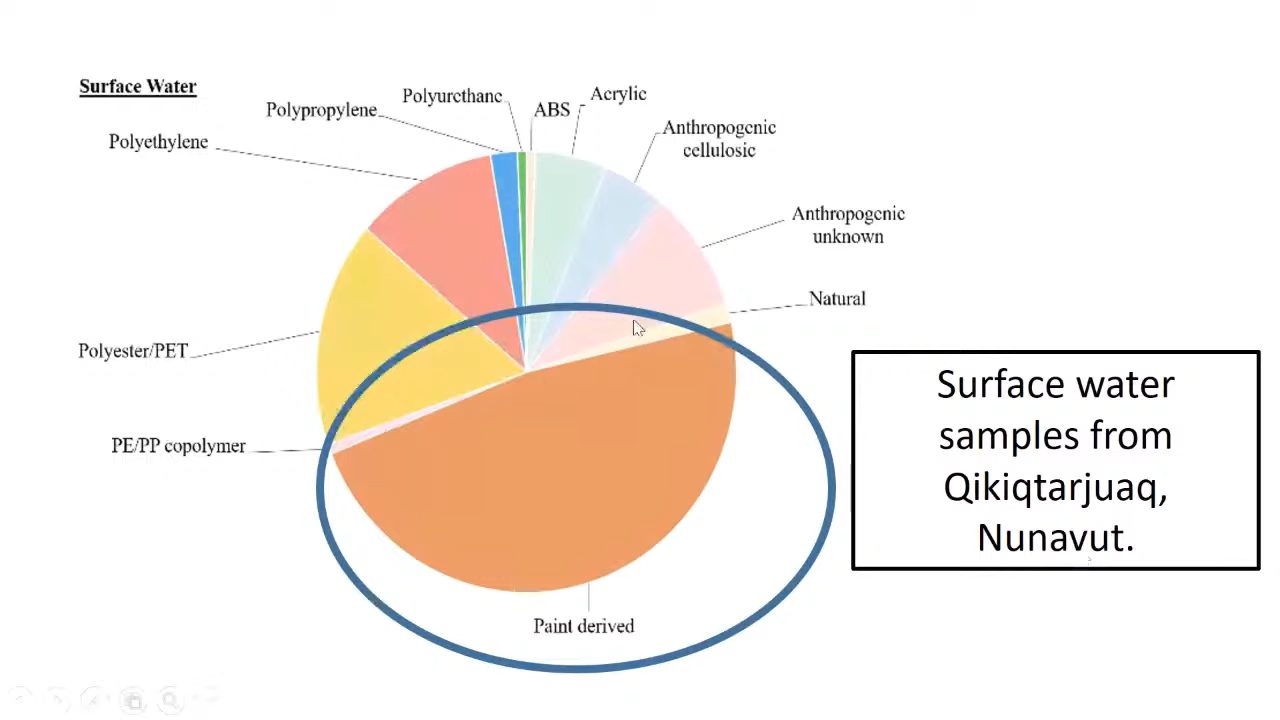 Surface Water
Polypropylene
Polyurethane
ABS
Acrylic
Polyethylene
Anthropogenic
cellulosic
Anthropogenic
unknown
Natural
Polyester/PET
PE/PP copolymer
Paint derived
Surface water
samples from
Qikiqtarjuaq,
Nunavut.